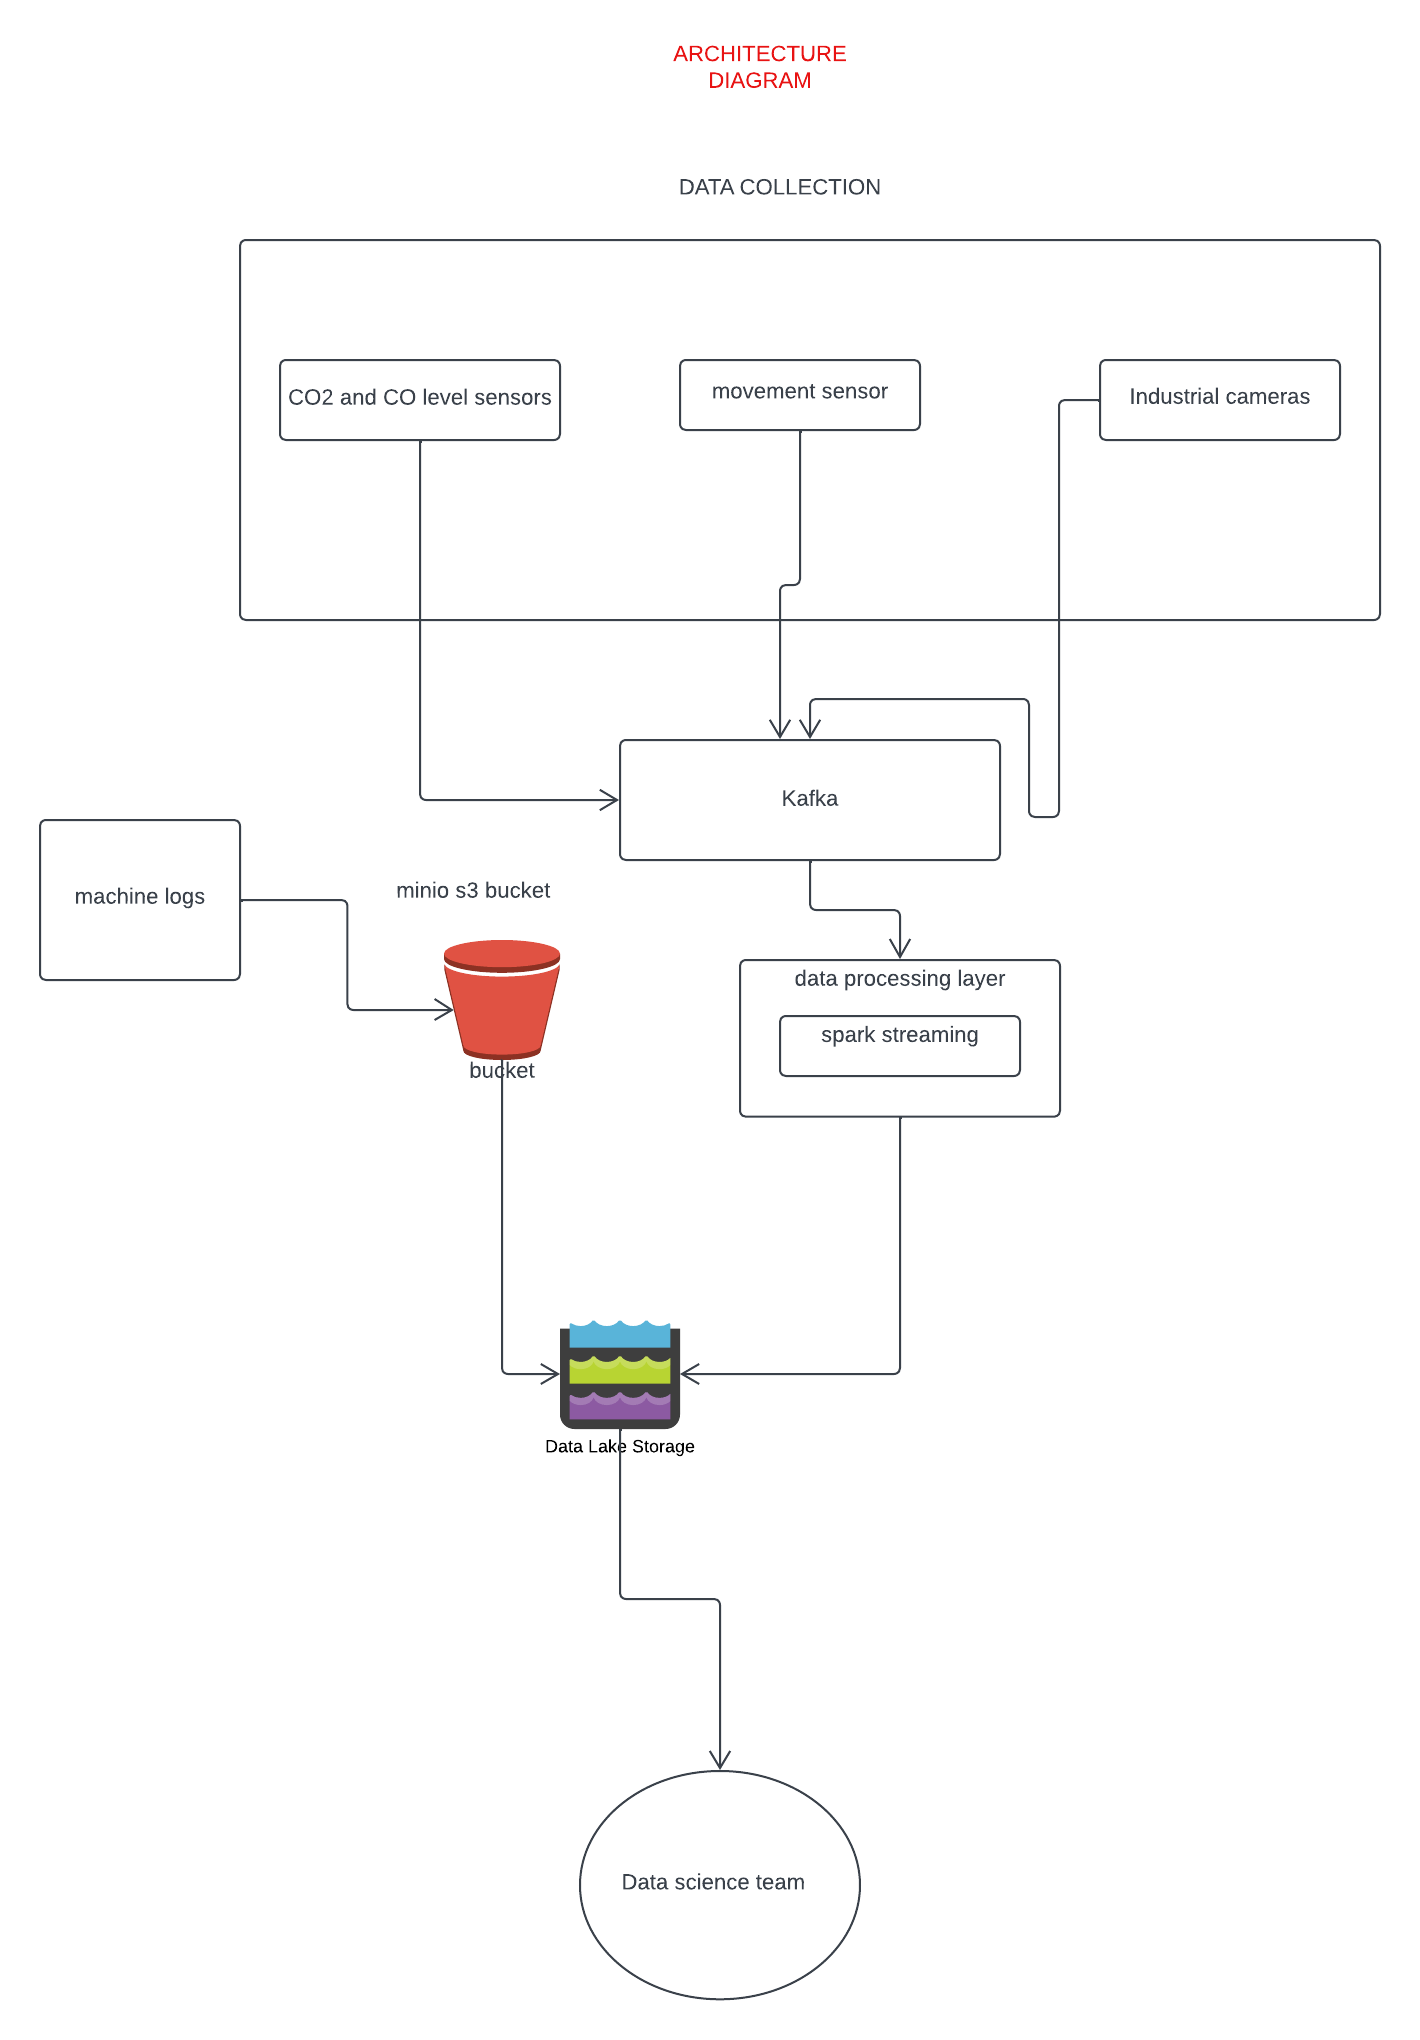 ARCHITECTURE
DIAGRAM
DATA COLLECTION
CO2 and CO level sensors
movement sensor
Industrial cameras
Kafka
machine logs
minio s3 bucket
bucket
data processing layer
spark streaming
Data Lake Storage
Data science team